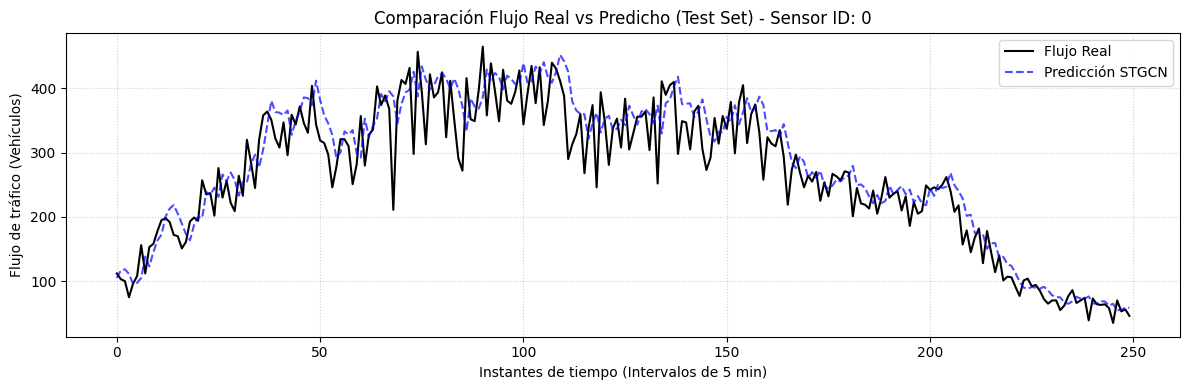 Comparación Flujo Real vs Predicho (Test Set) - Sensor ID: 0
Flujo Real
Predicción STGCN
Flujo de tráfico (Vehículos)
400
300
200
100
0
50
100
150
200
250
Instantes de tiempo (Intervalos de 5 min)